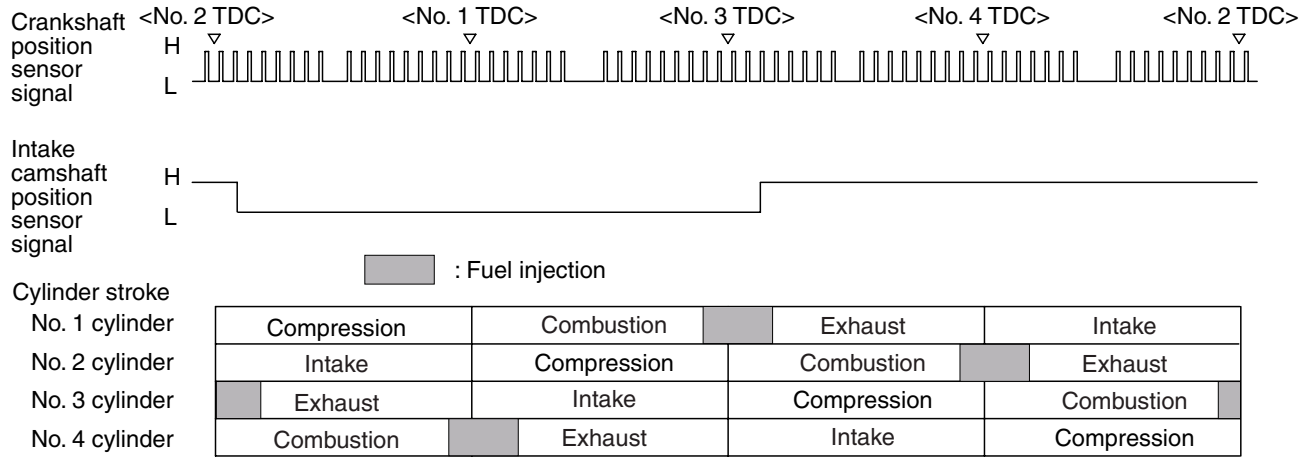 <No. 2 TDC> <No. 1 TDC> <No. 3 TDC> <No. 4 TDC> <No. 2 TDC>
Crankshaft
position
sensor
signal
H
L
Intake
camshaft
position
sensor
signal
H
L
: Fuel injection
Cylinder stroke
No. 1 cylinder Compression Combustion Exhaust Intake
No. 2 cylinder Intake Compression Combustion Exhaust
No. 3 cylinder Exhaust Intake Compression Combustion
No. 4 cylinder Combustion Exhaust Intake Compression